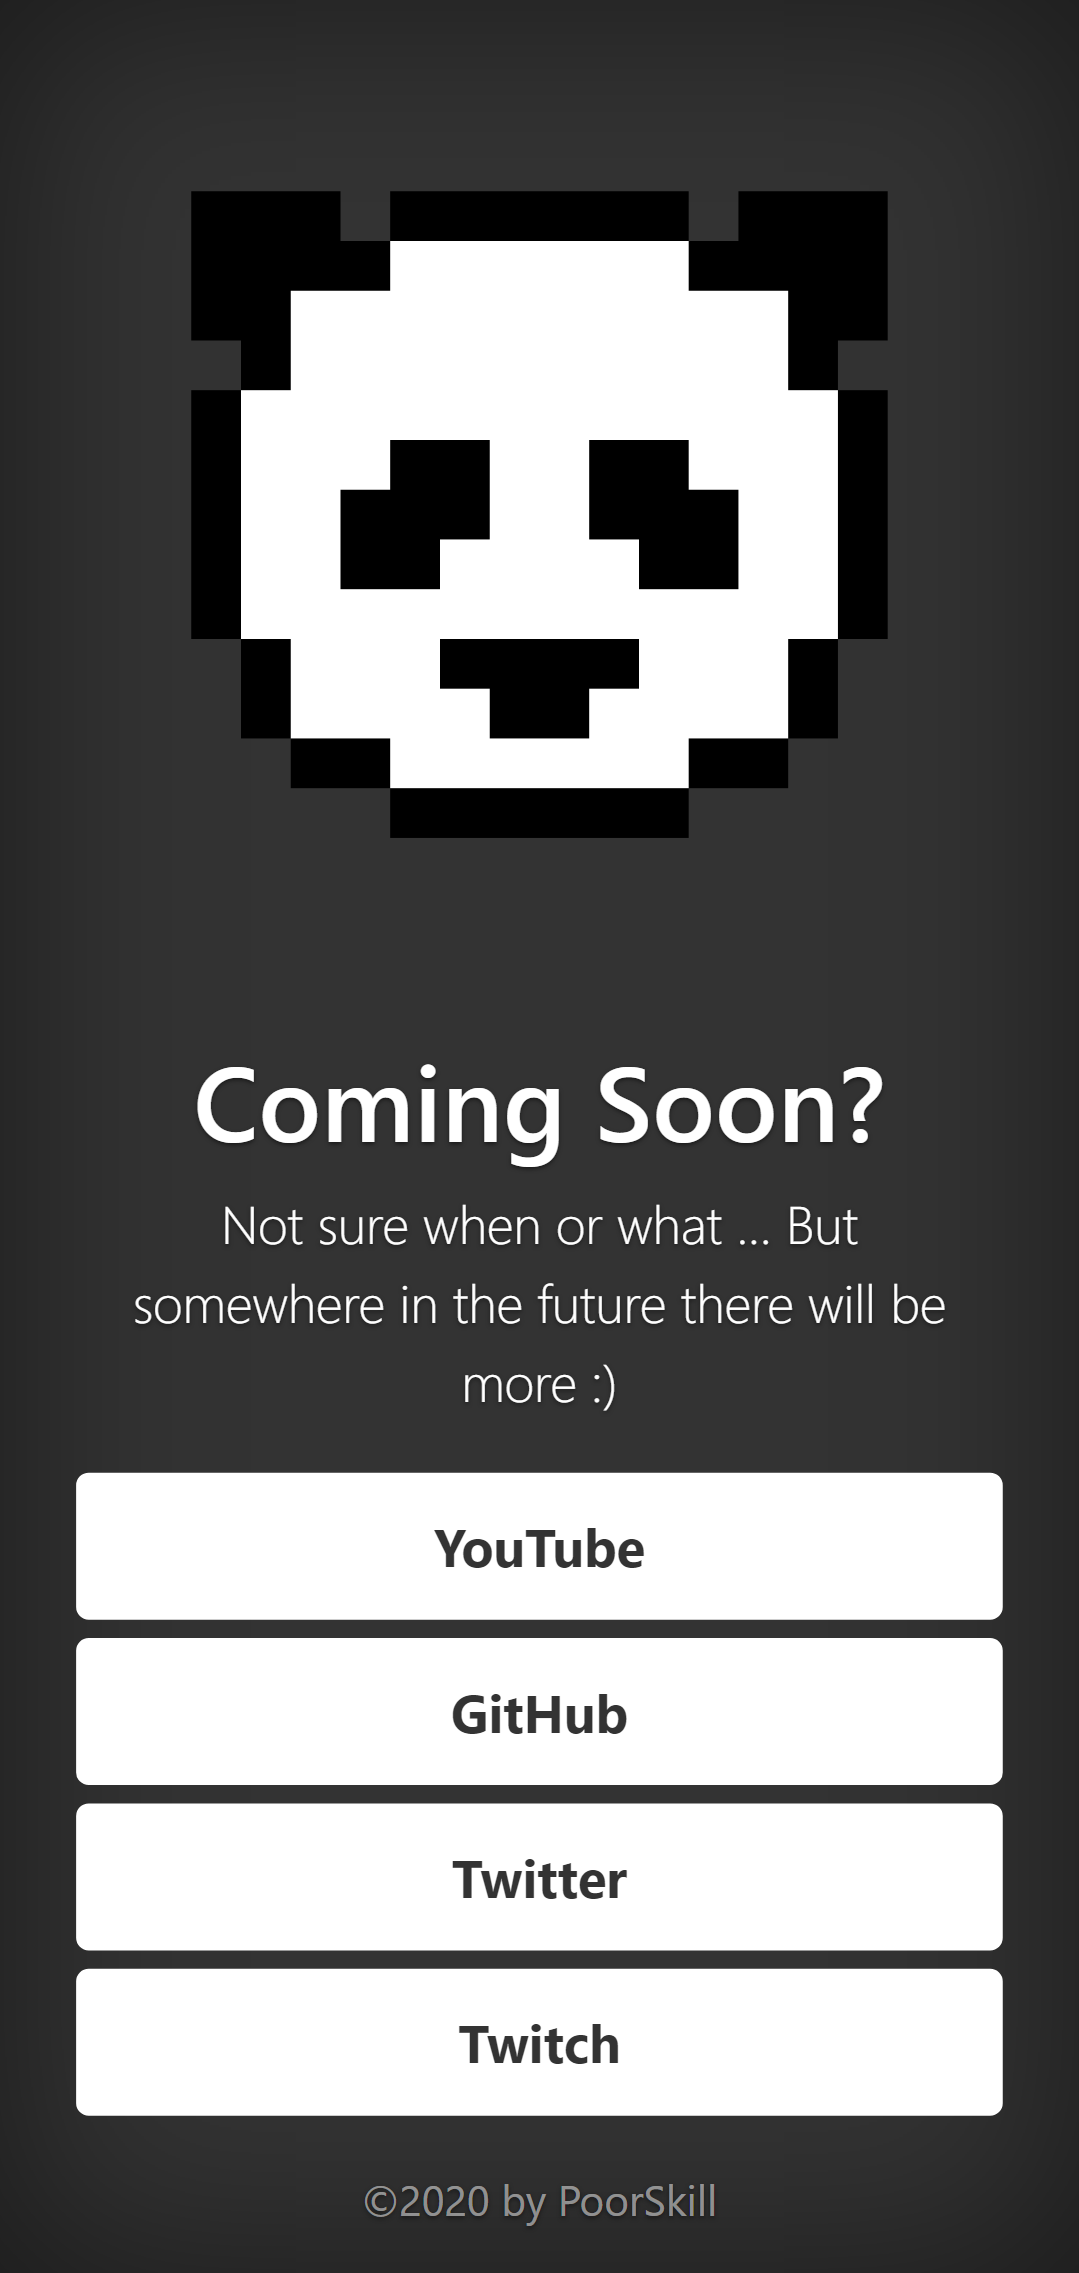 Coming Soon?
Not sure when or what ... But
somewhere in the future there will be
more :)
YouTube
GitHub
Twitter
Twitch
©2020 by PoorSkill